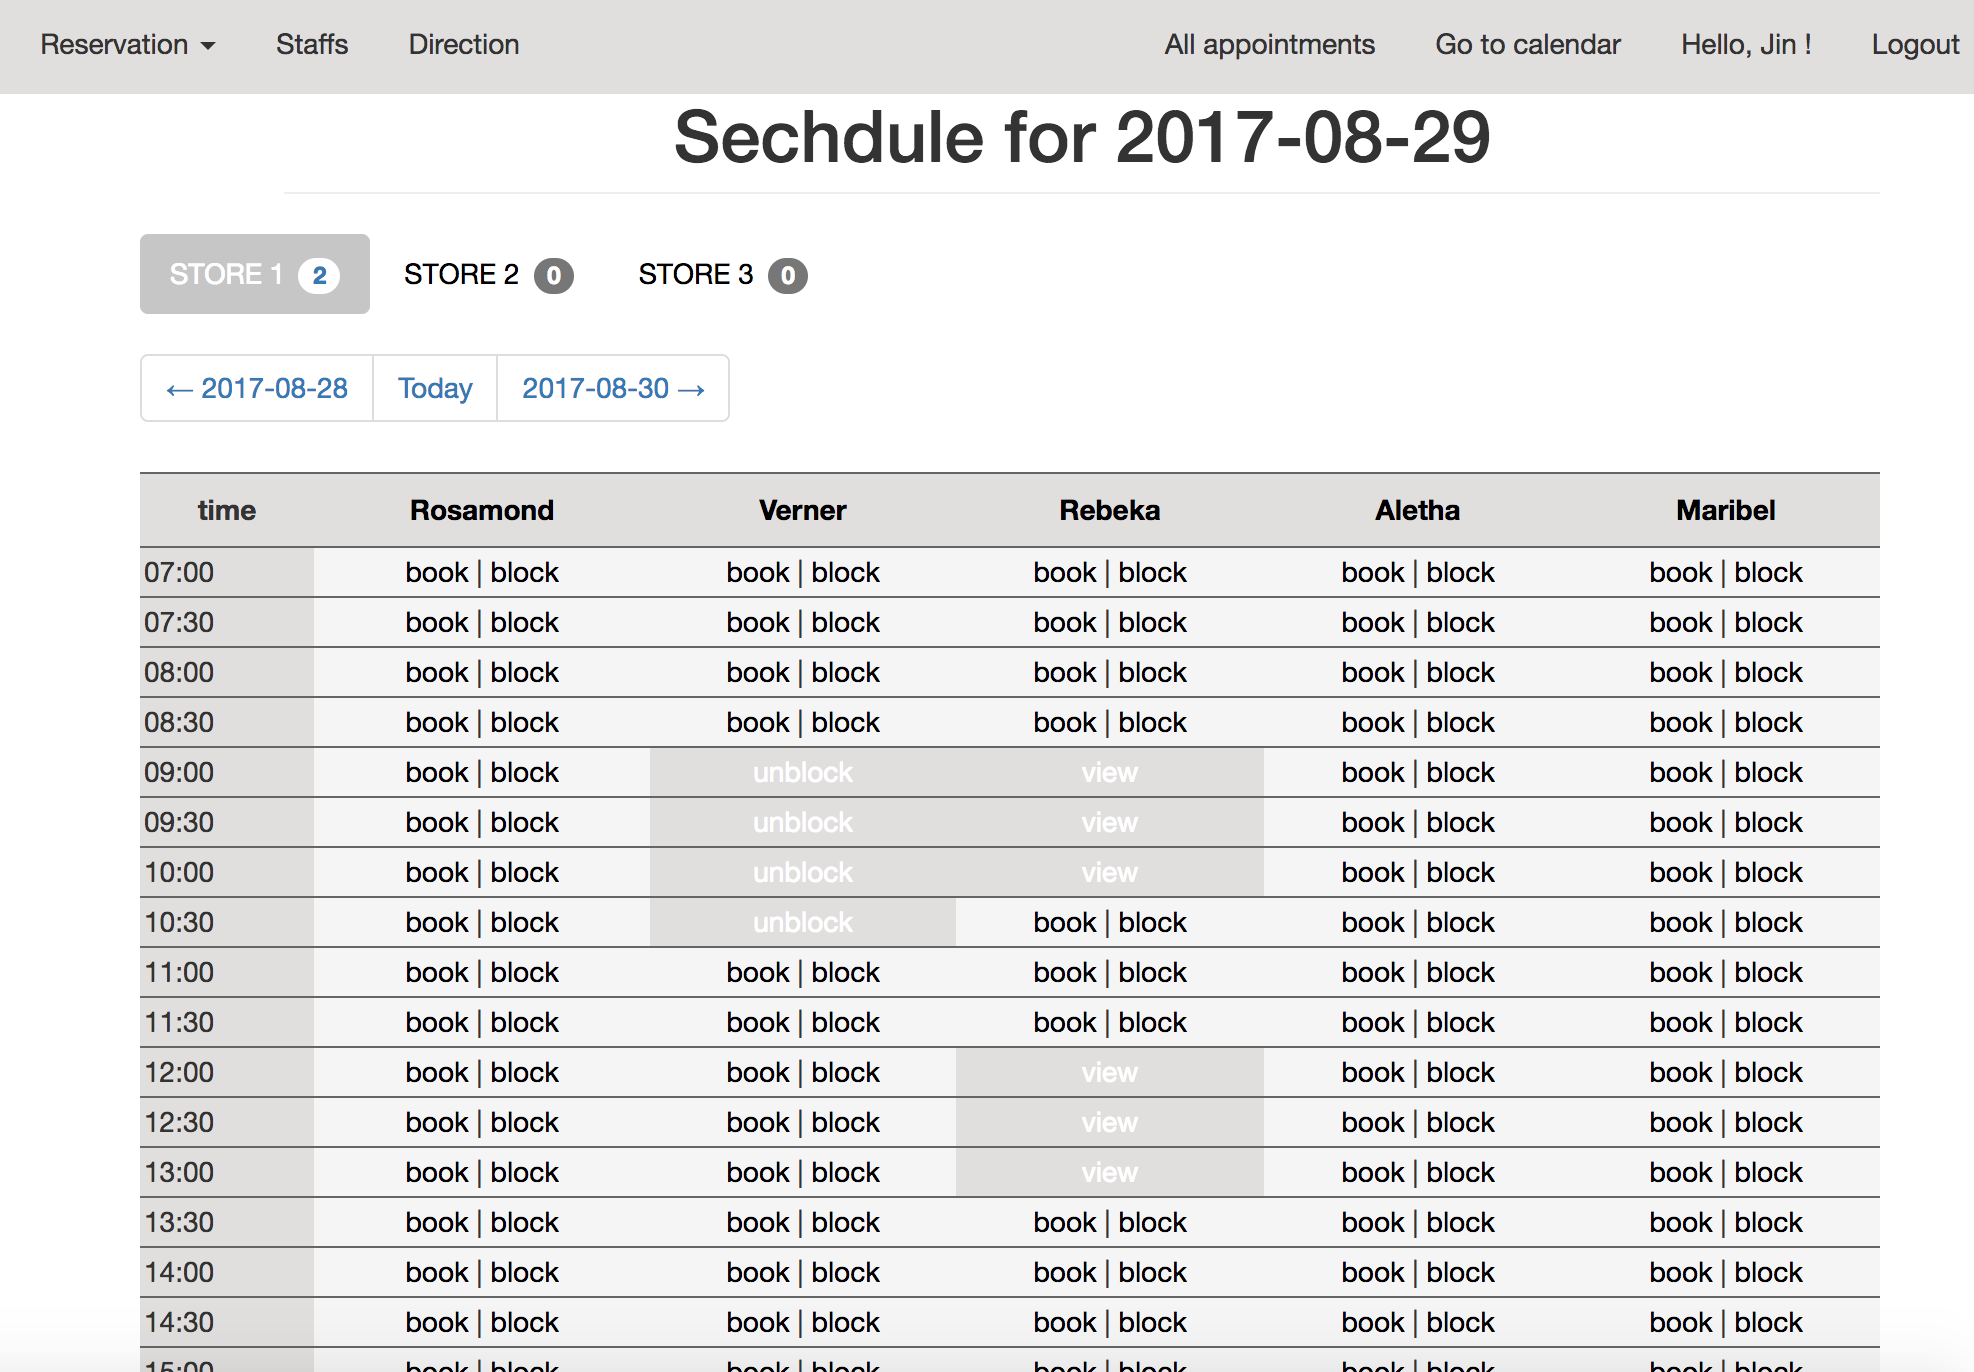 Reservation Staffs Direction All appointments Go to calendar Hello, Jin ! Logout
Sechdule for 2017-08-29
STORE 1 2 STORE 2 0 STORE 3 0
← 2017-08-28 Today 2017-08-30 →
time Rosamond Verner Rebeka Aletha Maribel
07:00 book | block book | block book | block book | block book | block
07:30 book | block book | block book | block book | block book | block
08:00 book | block book | block book | block book | block book | block
08:30 book | block book | block book | block book | block book | block
09:00 book | block unblock view book | block book | block
09:30 book | block unblock view book | block book | block
10:00 book | block unblock view book | block book | block
10:30 book | block unblock book | block book | block book | block
11:00 book | block book | block book | block book | block book | block
11:30 book | block book | block book | block book | block book | block
12:00 book | block book | block view book | block book | block
12:30 book | block book | block view book | block book | block
13:00 book | block book | block view book | block book | block
13:30 book | block book | block book | block book | block book | block
14:00 book | block book | block book | block book | block book | block
14:30 book | block book | block book | block book | block book | block
15:00 book | block book | block book | block book | block book | block